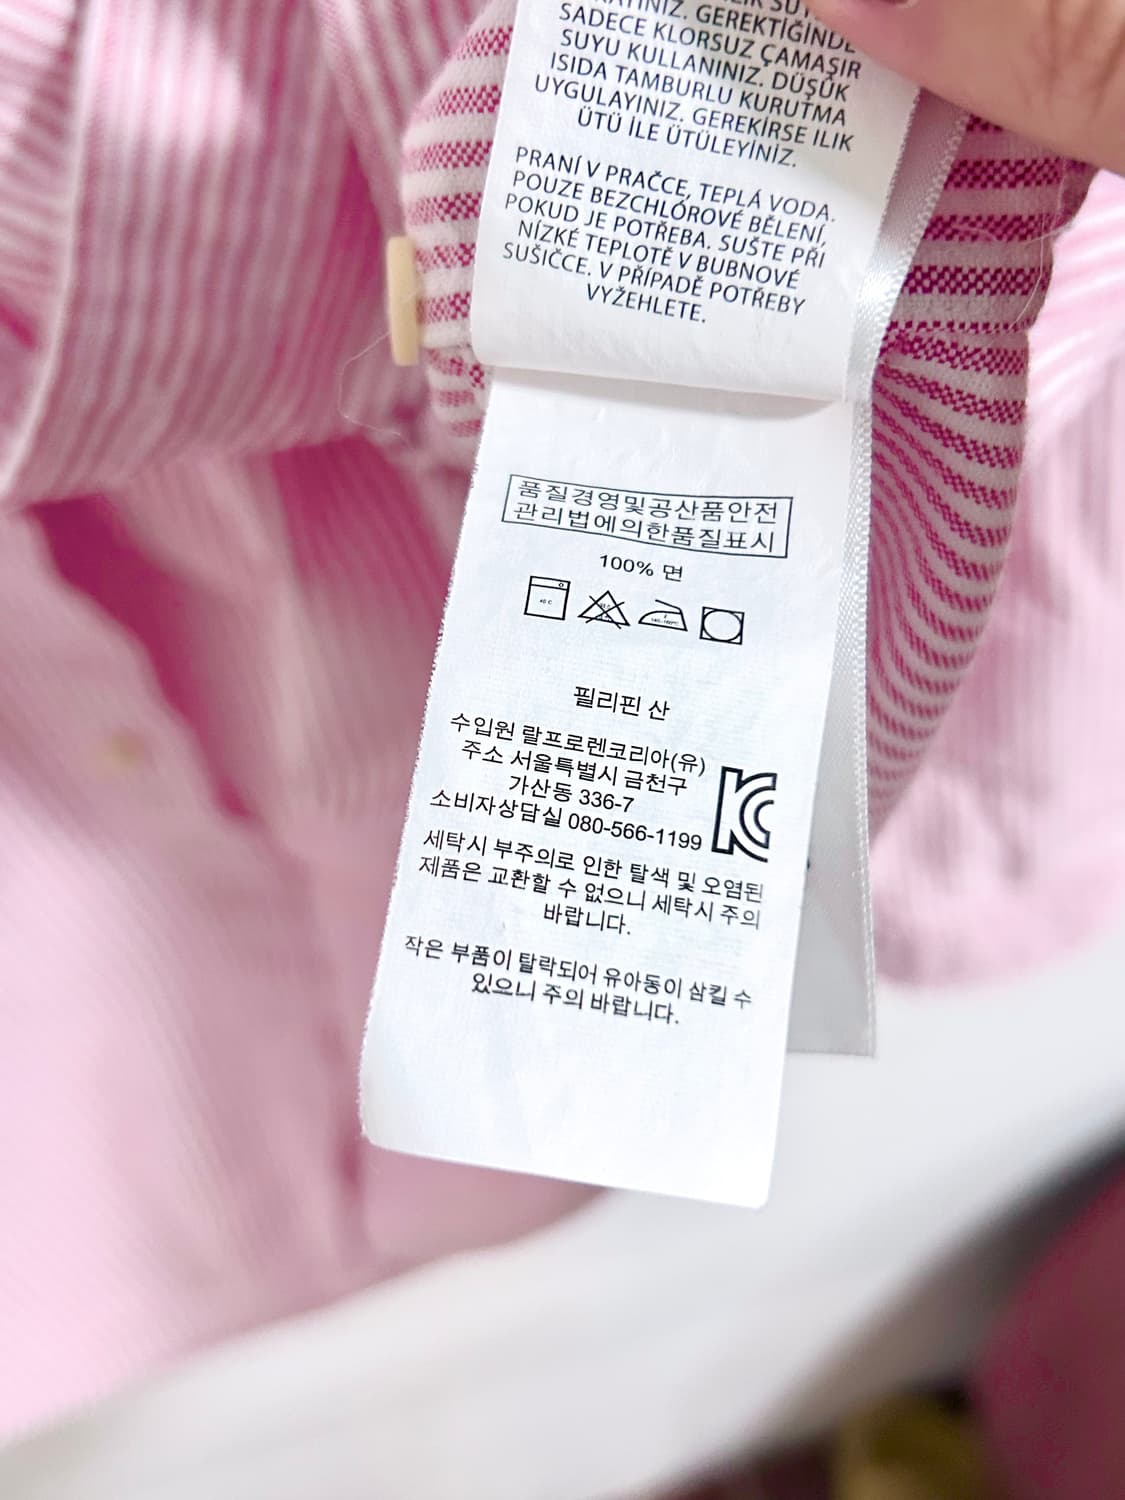 SADECE KLORSUZ ÇAMAŞIR
SUYU KULLANINIZ. DÜŞÜK
ISIDA TAMBURLU KURUTMA
UYGULAYINIZ. GEREKİRSE ILIK
ÜTÜ İLE ÜTÜLEYİNİZ.
PRANÍ V PRAČCE, TEPLÁ VODA.
POUZE BEZCHLÓROVÉ BĚLENÍ,
POKUD JE POTŘEBA. SUŠTE PŘI
NÍZKÉ TEPLOTĚ V BUBNOVÉ
SUŠIČCE. V PŘÍPADĚ POTŘEBY
VYŽEHLETE.
품질경영및공산품안전
관리법에의한품질표시
100% 면
필리핀 산
수입원 랄프로렌코리아(유)
주소 서울특별시 금천구
가산동 336-7
소비자상담실 080-566-1199
세탁시 부주의로 인한 탈색 및 오염된
제품은 교환할 수 없으니 세탁시 주의
바랍니다.
작은 부품이 탈락되어 유아동이 삼킬 수
있으니 주의 바랍니다.